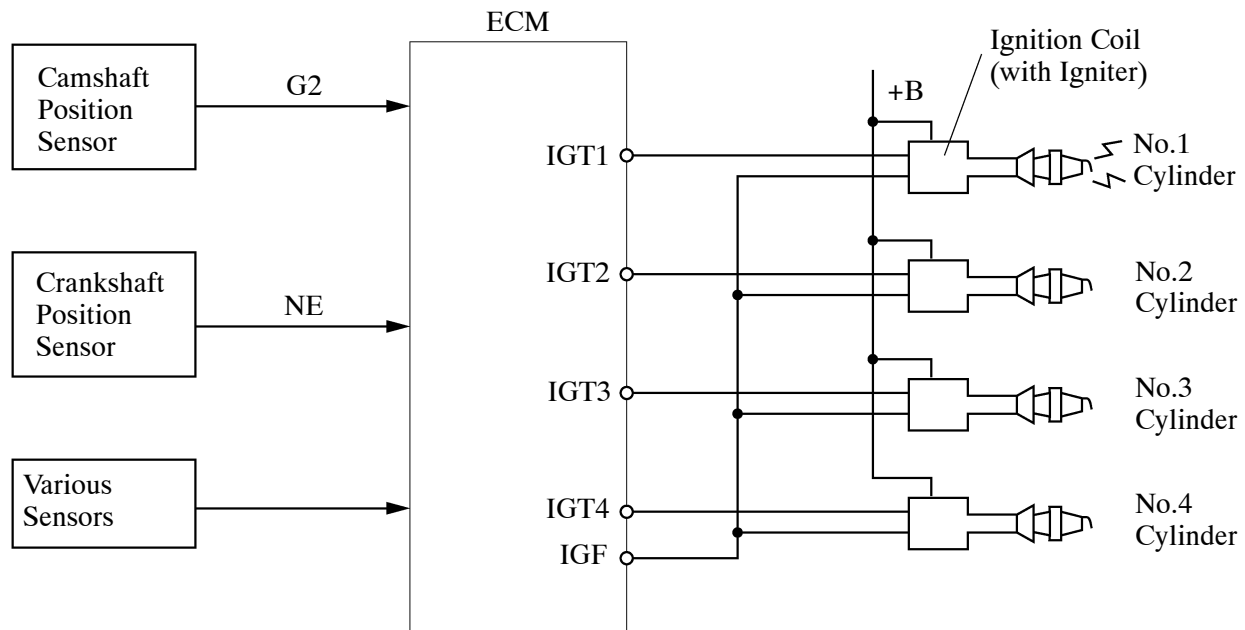 ECM
Ignition Coil
(with Igniter)
Camshaft
Position
Sensor
G2
+B
IGT1
No.1
Cylinder
Crankshaft
Position
Sensor
NE
IGT2
No.2
Cylinder
IGT3
No.3
Cylinder
Various
Sensors
IGT4
No.4
Cylinder
IGF